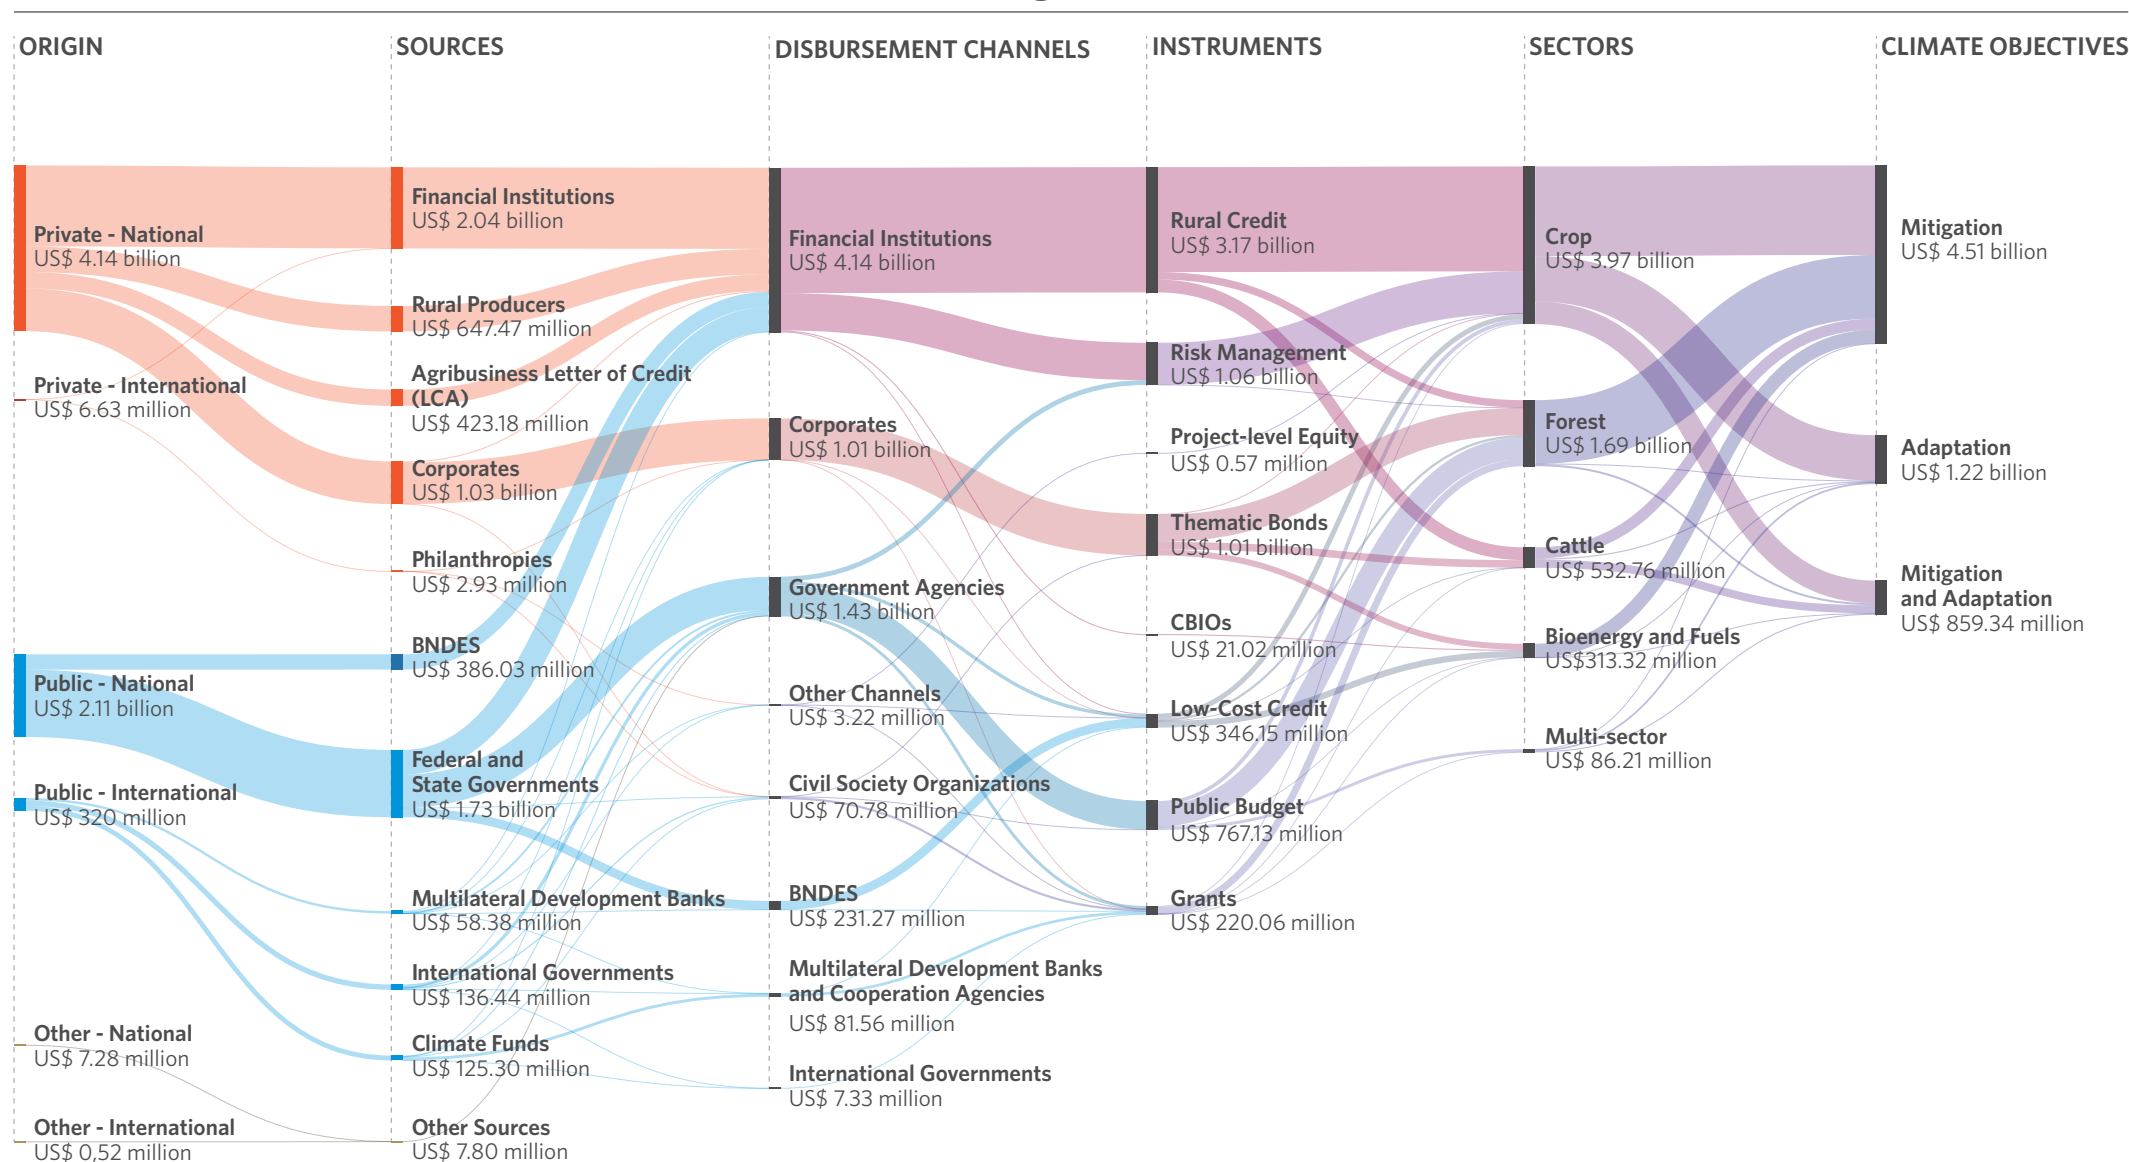 ORIGIN
SOURCES
DISBURSEMENT CHANNELS
INSTRUMENTS
SECTORS
CLIMATE OBJECTIVES
Private - National
US$ 4.14 billion
Private - International
US$ 6.63 million
Public - National
US$ 2.11 billion
Public - International
US$ 320 million
Other - National
US$ 7.28 million
Other - International
US$ 0,52 million
Financial Institutions
US$ 2.04 billion
Rural Producers
US$ 647.47 million
Agribusiness Letter of Credit
(LCA)
US$ 423.18 million
Corporates
US$ 1.03 billion
Philanthropies
US$ 2.93 million
BNDES
US$ 386.03 million
Federal and
State Governments
US$ 1.73 billion
Multilateral Development Banks
US$ 58.38 million
International Governments
US$ 136.44 million
Climate Funds
US$ 125.30 million
Other Sources
US$ 7.80 million
Financial Institutions
US$ 4.14 billion
Corporates
US$ 1.01 billion
Government Agencies
US$ 1.43 billion
Other Channels
US$ 3.22 million
Civil Society Organizations
US$ 70.78 million
BNDES
US$ 231.27 million
Multilateral Development Banks
and Cooperation Agencies
US$ 81.56 million
International Governments
US$ 7.33 million
Rural Credit
US$ 3.17 billion
Risk Management
US$ 1.06 billion
Project-level Equity
US$ 0.57 million
Thematic Bonds
US$ 1.01 billion
CBIOs
US$ 21.02 million
Low-Cost Credit
US$ 346.15 million
Public Budget
US$ 767.13 million
Grants
US$ 220.06 million
Crop
US$ 3.97 billion
Forest
US$ 1.69 billion
Cattle
US$ 532.76 million
Bioenergy and Fuels
US$313.32 million
Multi-sector
US$ 86.21 million
Mitigation
US$ 4.51 billion
Adaptation
US$ 1.22 billion
Mitigation
and Adaptation
US$ 859.34 million